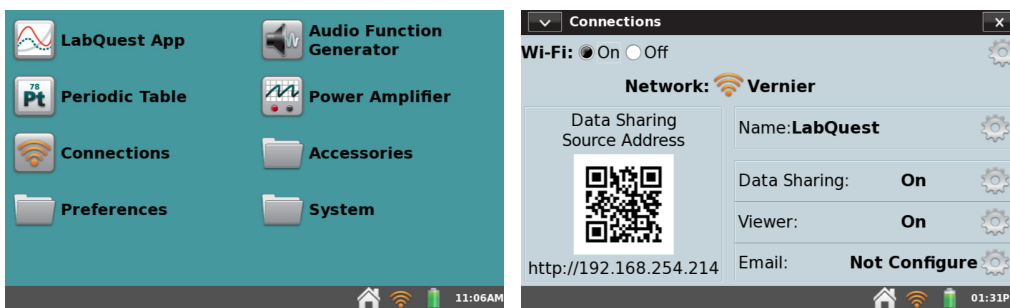 LabQuest App
Audio Function
Generator
78
Pt
Periodic Table
Power Amplifier
Connections
Accessories
Preferences
System
11:06AM
Connections
x
Wi-Fi: On Off
Network: Vernier
Data Sharing
Source Address
http://192.168.254.214
Name:LabQuest
Data Sharing: On
Viewer: On
Email: Not Configure
01:31P